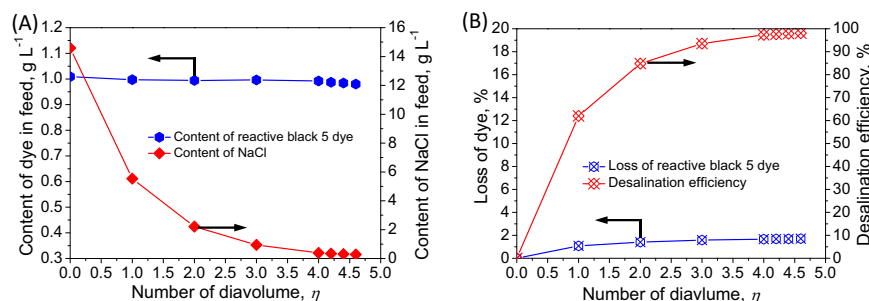 (A)
Content of dye in feed, g L⁻¹
1.2
1.1
1.0
0.9
0.8
0.7
0.6
0.5
0.4
0.3
Content of reactive black 5 dye
Content of NaCl
16
14
12
10
8
6
4
2
0
Content of NaCl in feed, g L⁻¹
0.0 0.5 1.0 1.5 2.0 2.5 3.0 3.5 4.0 4.5 5.0
Number of diavolume, η
(B)
Loss of dye, %
20
18
16
14
12
10
8
6
4
2
0
Loss of reactive black 5 dye
Desalination efficiency
100
90
80
70
60
50
40
30
20
10
0
Desalination efficiency, %
0.0 0.5 1.0 1.5 2.0 2.5 3.0 3.5 4.0 4.5 5.0
Number of diavolume, η